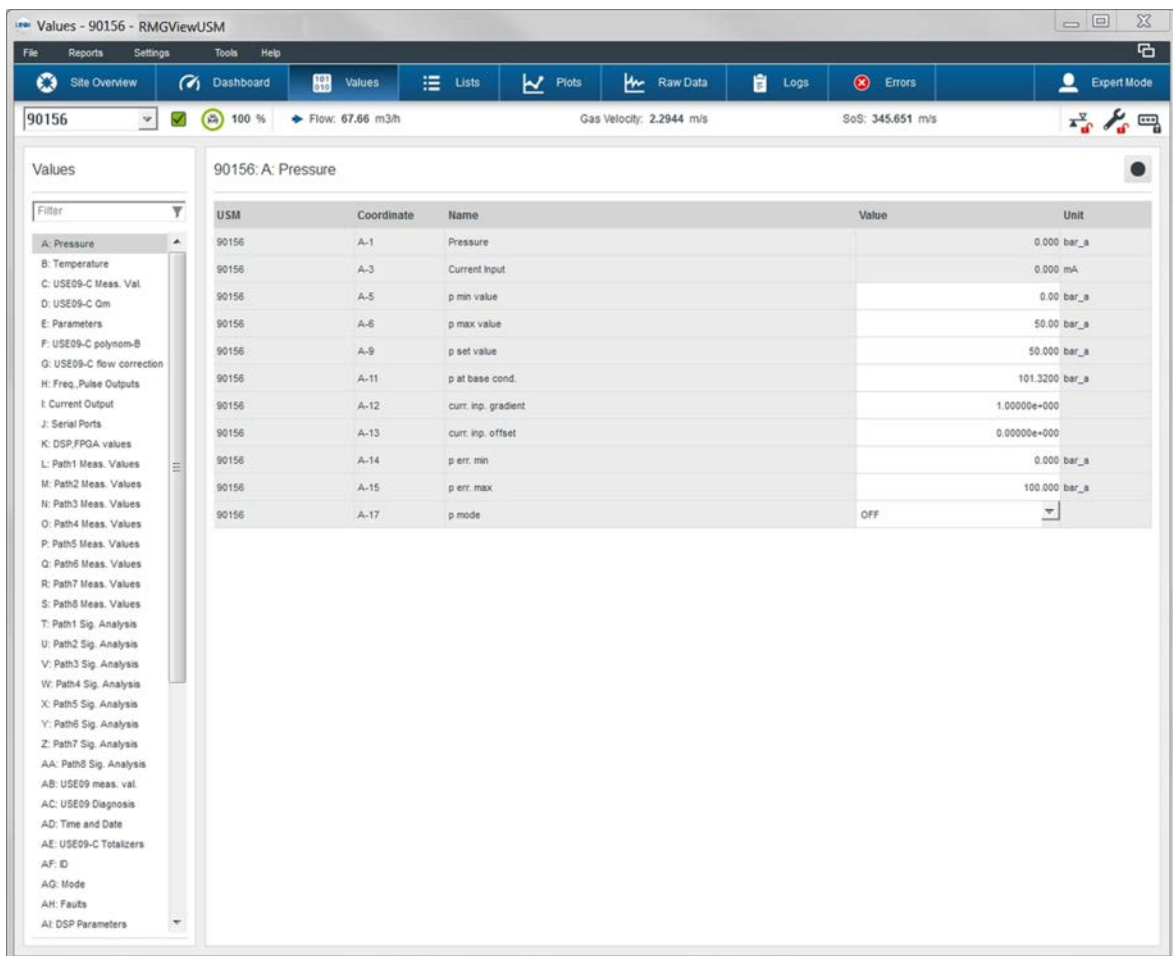 Values - 90156 - RMGViewUSM
File Reports Settings Tools Help
Site Overview Dashboard Values Lists Plots Raw Data Logs Errors Expert Mode
90156 100 % Flow: 67.66 m3/h Gas Velocity: 2.2944 m/s SoS: 345.651 m/s
Values
Filter
A: Pressure
B: Temperature
C: USE09-C Meas. Val.
D: USE09-C Qm
E: Parameters
F: USE09-C polynom-B
G: USE09-C flow correction
H: Freq.,Pulse Outputs
I: Current Output
J: Serial Ports
K: DSP,FPGA values
L: Path1 Meas. Values
M: Path2 Meas. Values
N: Path3 Meas. Values
O: Path4 Meas. Values
P: Path5 Meas. Values
Q: Path6 Meas. Values
R: Path7 Meas. Values
S: Path8 Meas. Values
T: Path1 Sig. Analysis
U: Path2 Sig. Analysis
V: Path3 Sig. Analysis
W: Path4 Sig. Analysis
X: Path5 Sig. Analysis
Y: Path6 Sig. Analysis
Z: Path7 Sig. Analysis
AA: Path8 Sig. Analysis
AB: USE09 meas. val.
AC: USE09 Diagnosis
AD: Time and Date
AE: USE09-C Totalizers
AF: ID
AG: Mode
AH: Faults
AI: DSP Parameters
90156: A: Pressure
USM Coordinate Name Value Unit
90156 A-1 Pressure 0.000 bar_a
90156 A-3 Current Input 0.000 mA
90156 A-5 p min value 0.00 bar_a
90156 A-6 p max value 50.00 bar_a
90156 A-9 p set value 50.000 bar_a
90156 A-11 p at base cond. 101.3200 bar_a
90156 A-12 curr. inp. gradient 1.00000e+000
90156 A-13 curr. inp. offset 0.00000e+000
90156 A-14 p err. min 0.000 bar_a
90156 A-15 p err. max 100.000 bar_a
90156 A-17 p mode OFF